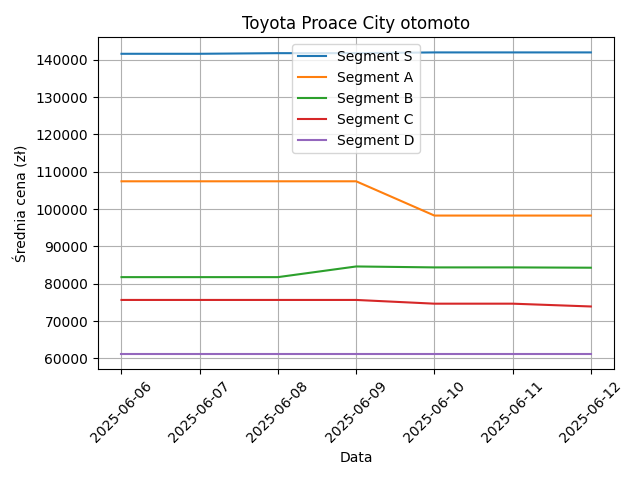 Toyota Proace City otomoto
Segment S
Segment A
Segment B
Segment C
Segment D
Średnia cena (zł)
140000
130000
120000
110000
100000
90000
80000
70000
60000
2025-06-06
2025-06-07
2025-06-08
2025-06-09
2025-06-10
2025-06-11
2025-06-12
Data